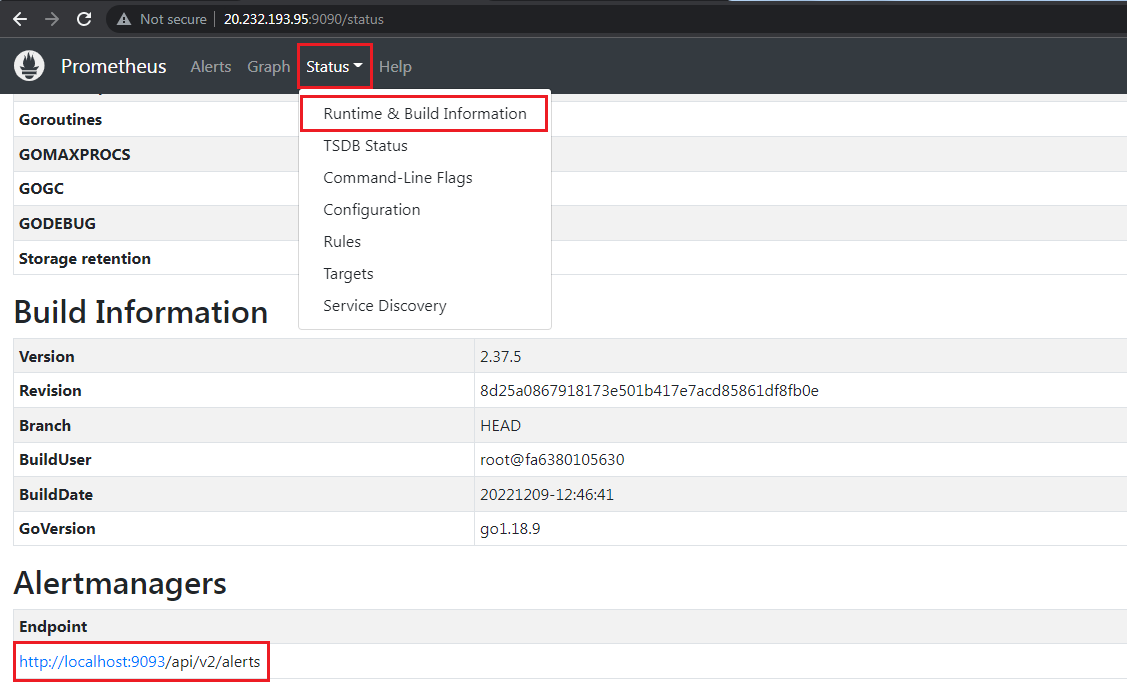 Not secure 20.232.193.95:9090/status
Prometheus Alerts Graph Status Help
Runtime & Build Information
TSDB Status
Command-Line Flags
Configuration
Rules
Targets
Service Discovery
Goroutines
GOMAXPROCS
GOGC
GODEBUG
Storage retention
Build Information
Version 2.37.5
Revision 8d25a0867918173e501b417e7acd85861df8fb0e
Branch HEAD
BuildUser root@fa6380105630
BuildDate 20221209-12:46:41
GoVersion go1.18.9
Alertmanagers
Endpoint
http://localhost:9093/api/v2/alerts